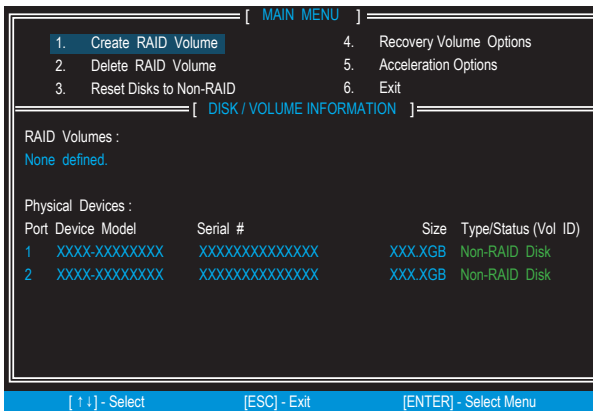 [ MAIN MENU ]
1. Create RAID Volume 4. Recovery Volume Options
2. Delete RAID Volume 5. Acceleration Options
3. Reset Disks to Non-RAID 6. Exit
[ DISK / VOLUME INFORMATION ]
RAID Volumes :
None defined.
Physical Devices :
Port Device Model Serial # Size Type/Status (Vol ID)
1 XXXX-XXXXXXXX XXXXXXXXXXXXXX XXX.XGB Non-RAID Disk
2 XXXX-XXXXXXXX XXXXXXXXXXXXXX XXX.XGB Non-RAID Disk
[ ↑↓] - Select [ESC] - Exit [ENTER] - Select Menu